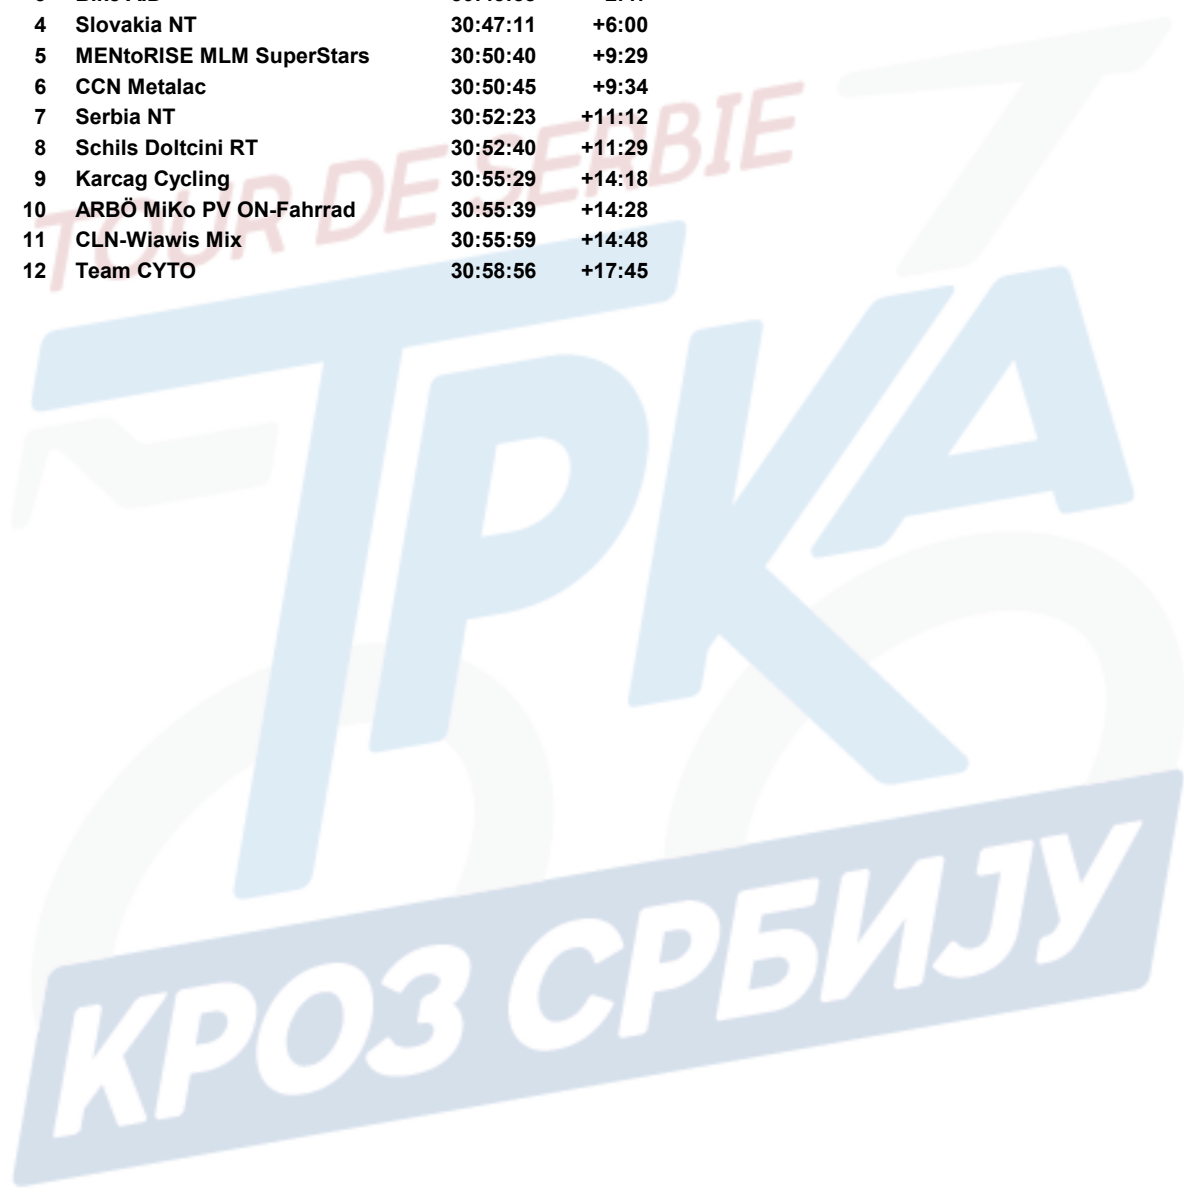 4 Slovakia NT 30:47:11 +6:00
5 MENtoRISE MLM SuperStars 30:50:40 +9:29
6 CCN Metalac 30:50:45 +9:34
7 Serbia NT 30:52:23 +11:12
8 Schils Doltcini RT 30:52:40 +11:29
9 Karcag Cycling 30:55:29 +14:18
10 ARBÖ MiKo PV ON-Fahrrad 30:55:39 +14:28
11 CLN-Wiawis Mix 30:55:59 +14:48
12 Team CYTO 30:58:56 +17:45
TOUR DE SERBIE
ТРКА
КРОЗ СРБИЈУ